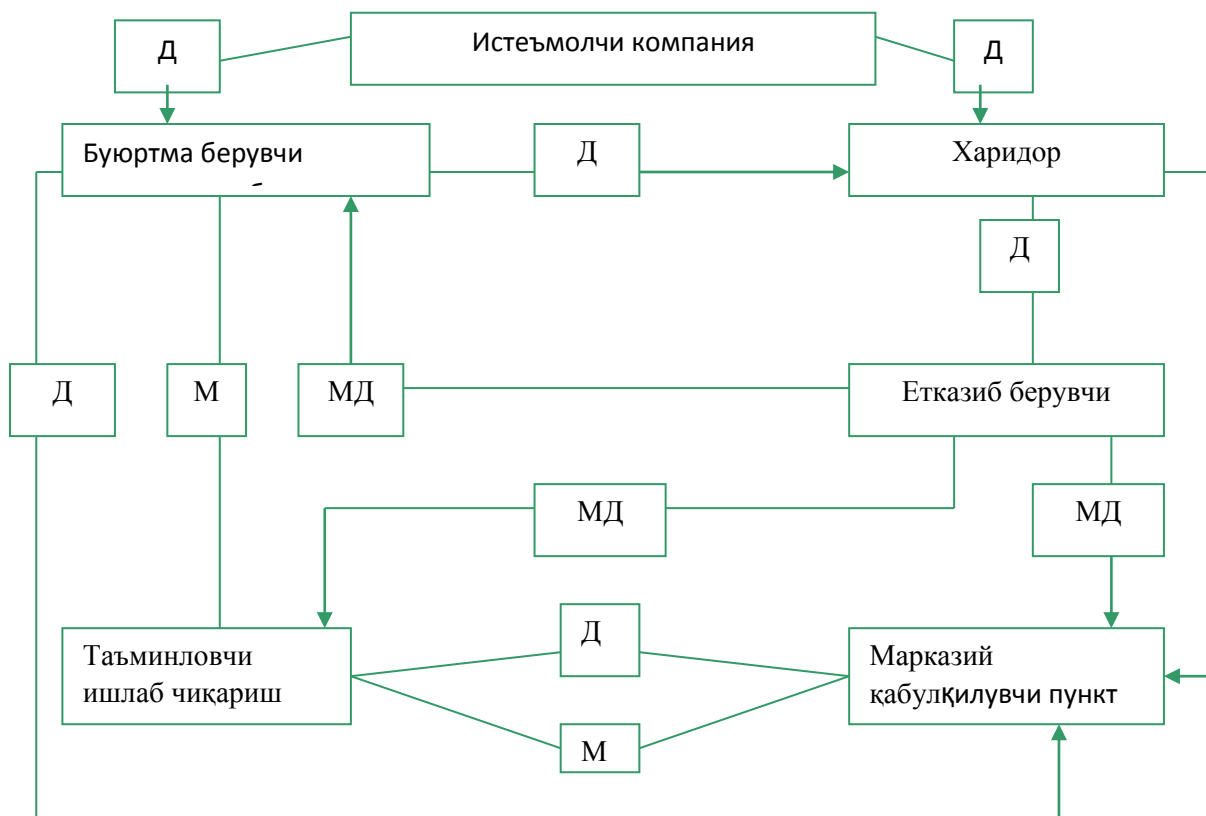 Д
Истеъмолчи компания
Д
Буюртма берувчи
Д
Харидор
Д
Д
М
МД
Етказиб берувчи
МД
МД
Таъминловчи
ишлаб чиқариш
Д
М
Марказий
қабулқилувчи пункт